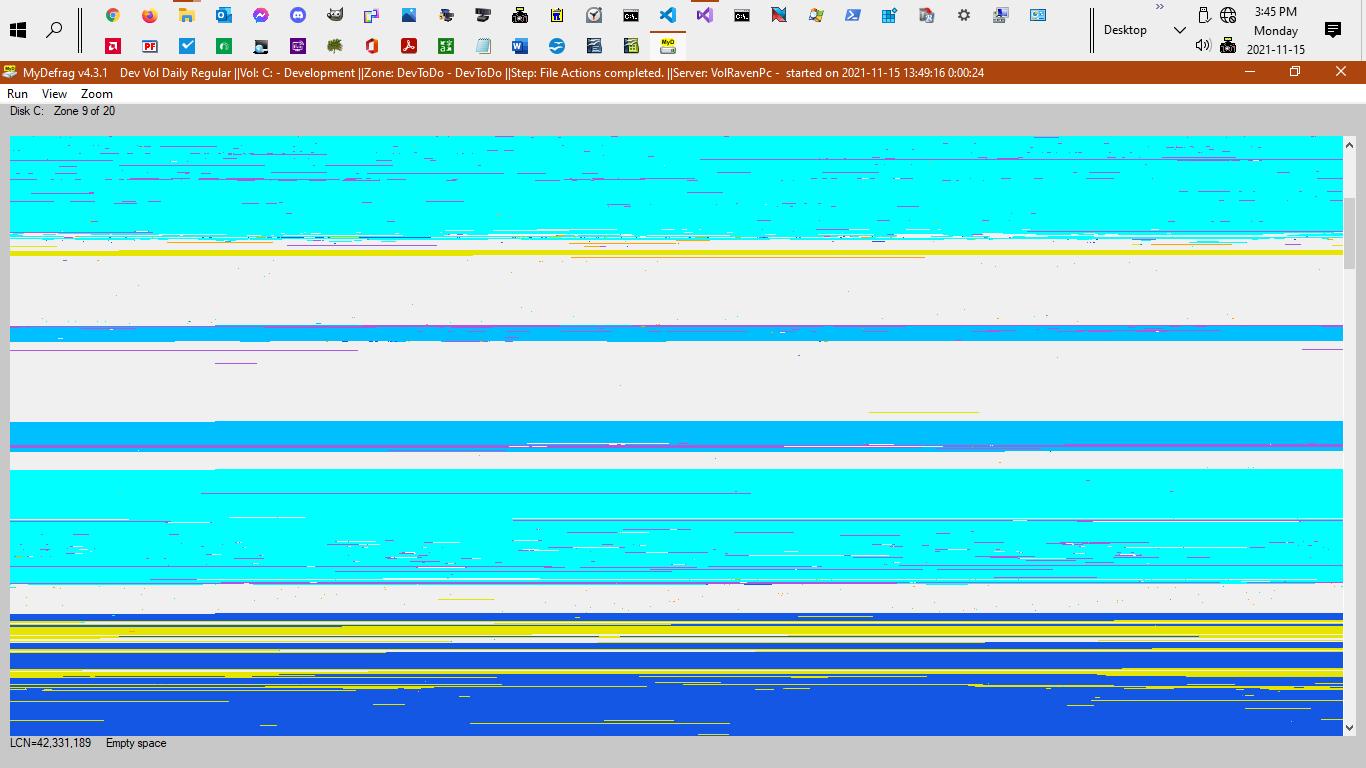 3:45 PM
Desktop
Monday
2021-11-15
MyDefrag v4.3.1    Dev Vol Daily Regular ||Vol: C: - Development ||Zone: DevToDo - DevToDo ||Step: File Actions completed. ||Server: VolRavenPc -  started on 2021-11-15 13:49:16 0:00:24
Run View Zoom
Disk C:   Zone 9 of 20
LCN=42,331,189    Empty space